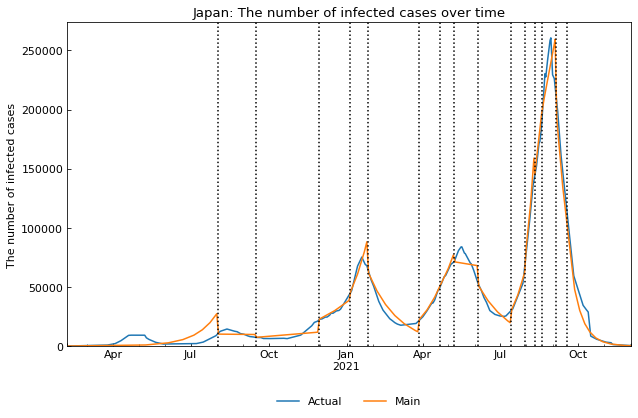 Japan: The number of infected cases over time
The number of infected cases
250000
200000
150000
100000
50000
0
Apr Jul Oct Jan Apr Jul Oct
2021
Actual Main